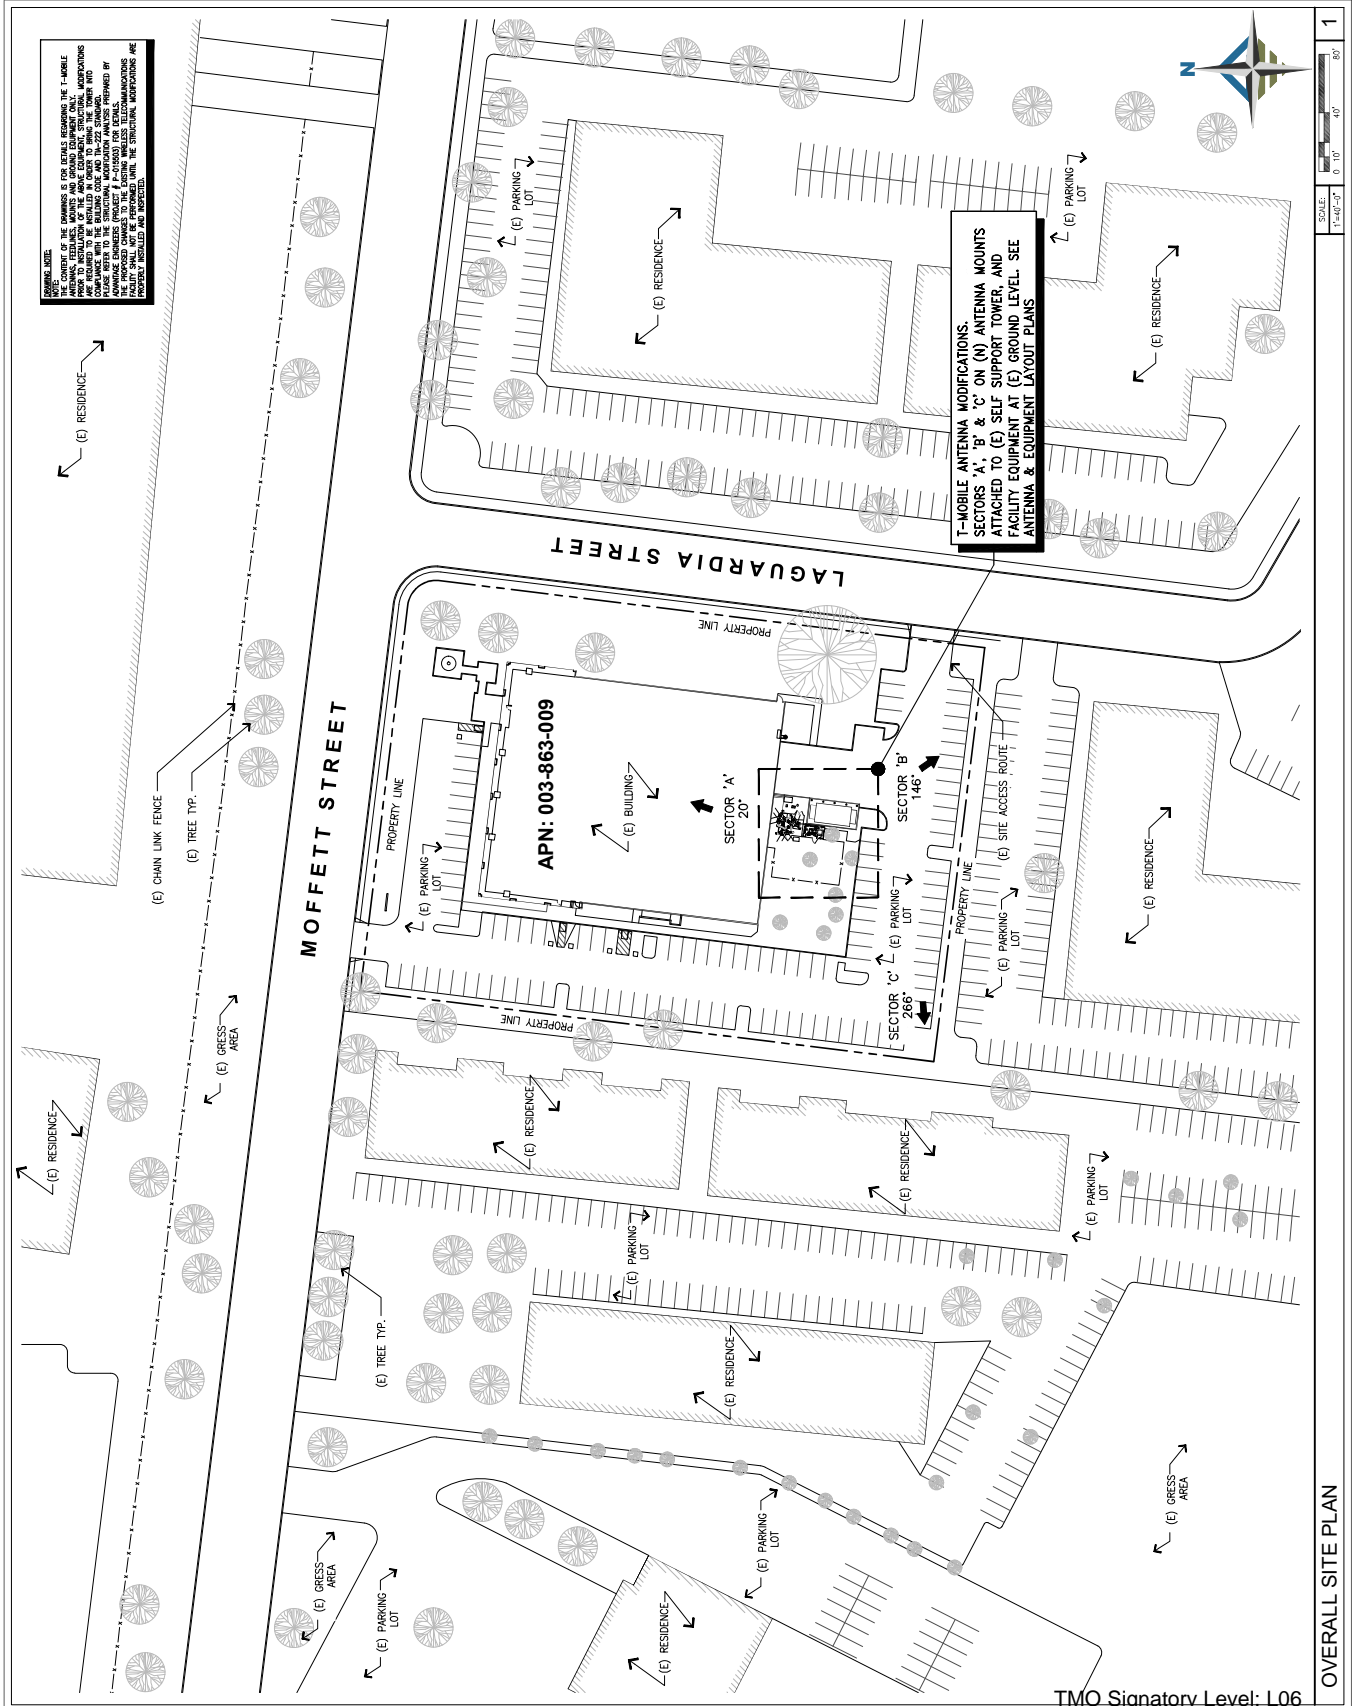 DRAWING NOTE:
NOTE:
THE CONTENT OF THE DRAWINGS IS FOR DETAILS REGARDING THE T-MOBILE
ANTENNAS, FEEDLINES, MOUNTS AND GROUND EQUIPMENT ONLY.
PRIOR TO INSTALLATION OF THE ABOVE EQUIPMENT, STRUCTURAL MODIFICATIONS
ARE REQUIRED TO BE INSTALLED IN ORDER TO BRING THE TOWER INTO
COMPLIANCE WITH THE BUILDING CODE AND TIA-222 STANDARD.
PLEASE REFER TO THE STRUCTURAL MODIFICATION ANALYSIS PREPARED BY
ADVANTAGE ENGINEERS (PROJECT # P-015503) FOR DETAILS.
THE PROPOSED CHANGES TO THE EXISTING WIRELESS TELECOMMUNICATIONS
FACILITY SHALL NOT BE PERFORMED UNTIL THE STRUCTURAL MODIFICATIONS ARE
PROPERLY INSTALLED AND INSPECTED.
(E) RESIDENCE
(E) RESIDENCE
(E) CHAIN LINK FENCE
(E) TREE TYP.
(E) GRESS
AREA
MOFFETT STREET
LAGUARDIA STREET
PROPERTY LINE
PROPERTY LINE
PROPERTY LINE
PROPERTY LINE
(E) PARKING
LOT
APN: 003-863-009
(E) BUILDING
SECTOR 'A'
20°
SECTOR 'B'
146°
SECTOR 'C'
266°
(E) PARKING
LOT
(E) SITE ACCESS ROUTE
(E) PARKING
LOT
(E) RESIDENCE
T-MOBILE ANTENNA MODIFICATIONS.
SECTORS 'A', 'B' & 'C' ON (N) ANTENNA MOUNTS
ATTACHED TO (E) SELF SUPPORT TOWER, AND
FACILITY EQUIPMENT AT (E) GROUND LEVEL. SEE
ANTENNA & EQUIPMENT LAYOUT PLANS
(E) PARKING
LOT
(E) RESIDENCE
(E) PARKING
LOT
(E) RESIDENCE
(E) RESIDENCE
(E) RESIDENCE
(E) PARKING
LOT
(E) PARKING
LOT
(E) TREE TYP.
(E) RESIDENCE
(E) GRESS
AREA
(E) PARKING
LOT
(E) RESIDENCE
(E) PARKING
LOT
(E) GRESS
AREA
N
OVERALL SITE PLAN
SCALE:
1"=40'-0"
0 10' 40' 80'
1
TMO Signatory Level: L06